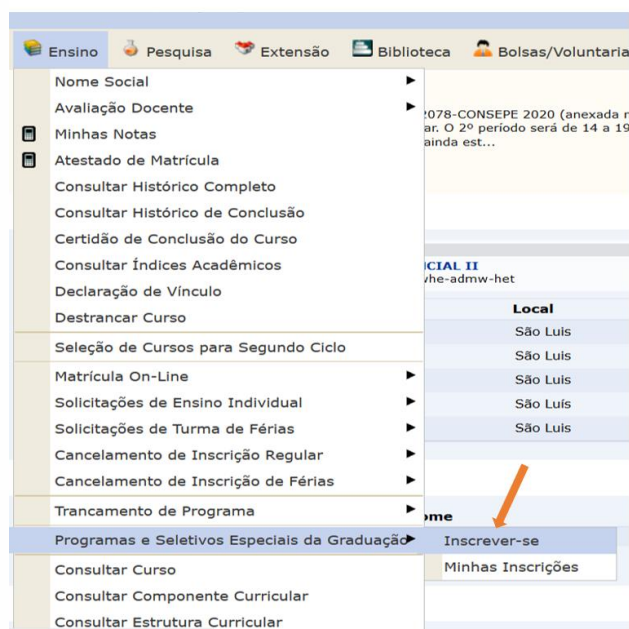 Ensino Pesquisa Extensão Biblioteca Bolsas/Voluntaria
Nome Social
Avaliação Docente
Minhas Notas
Atestado de Matrícula
Consultar Histórico Completo
Consultar Histórico de Conclusão
Certidão de Conclusão do Curso
Consultar Índices Acadêmicos
Declaração de Vínculo
Destrancar Curso
Seleção de Cursos para Segundo Ciclo
Matrícula On-Line
Solicitações de Ensino Individual
Solicitações de Turma de Férias
Cancelamento de Inscrição Regular
Cancelamento de Inscrição de Férias
Trancamento de Programa
Programas e Seletivos Especiais da Graduação
Consultar Curso
Consultar Componente Curricular
Consultar Estrutura Curricular
Inscrever-se
Minhas Inscrições
2078-CONSEPE 2020 (anexada
ar. O 2º período será de 14 a 19
ainda est...
CIAL II
vhe-admw-het
Local
São Luis
São Luis
São Luis
São Luís
São Luis
ome